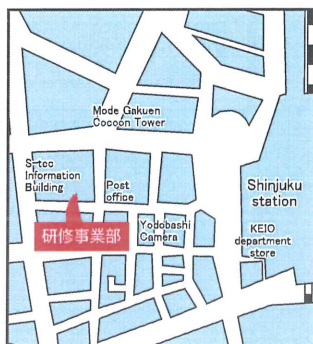 Mode Gakuen
Cocoon Tower
S-tec
Information
Building
Post
office
Shinjuku
station
研修事業部
Yodobashi
Camera
KEIO
department
store